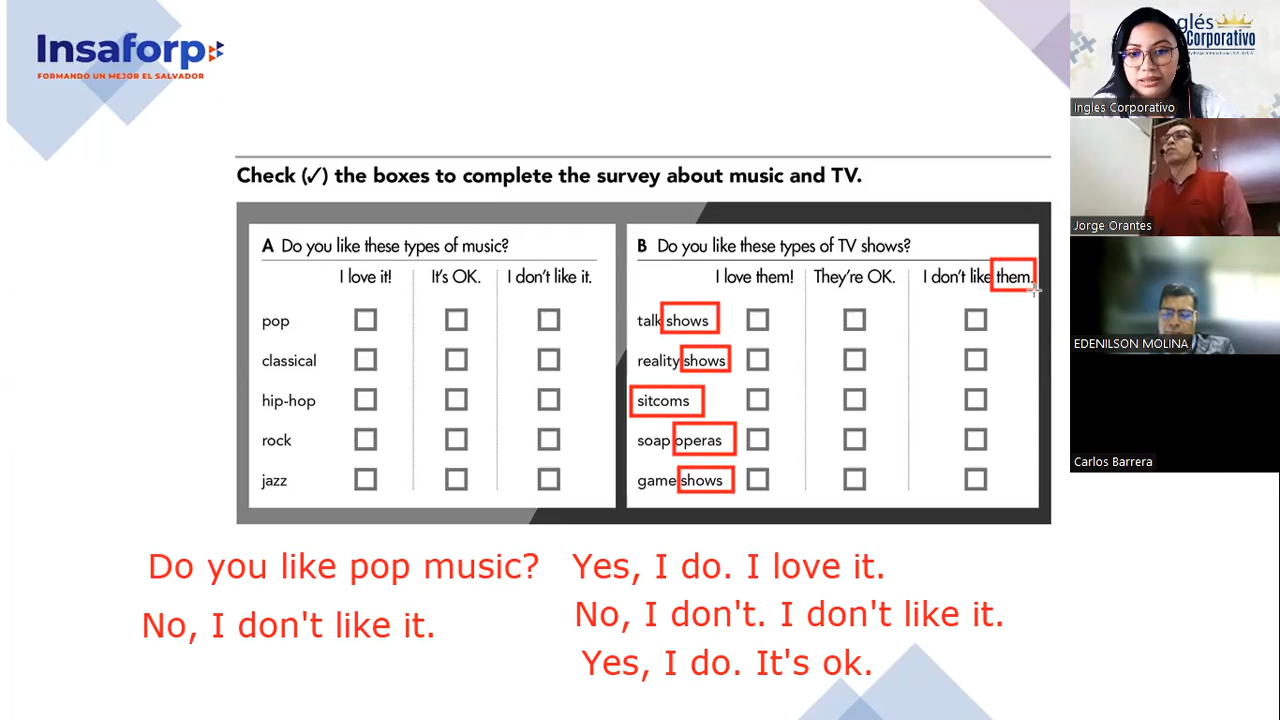 Insaforp
FORMANDO UN MEJOR EL SALVADOR
Inglés
Corporativo
Ingles Corporativo
Jorge Orantes
EDENILSON MOLINA
Carlos Barrera
Check (✓) the boxes to complete the survey about music and TV.
A Do you like these types of music?
I love it! It's OK. I don't like it.
pop
classical
hip-hop
rock
jazz
B Do you like these types of TV shows?
I love them! They're OK. I don't like them.
talk shows
reality shows
sitcoms
soap operas
game shows
Do you like pop music? Yes, I do. I love it.
No, I don't like it. No, I don't. I don't like it.
Yes, I do. It's ok.